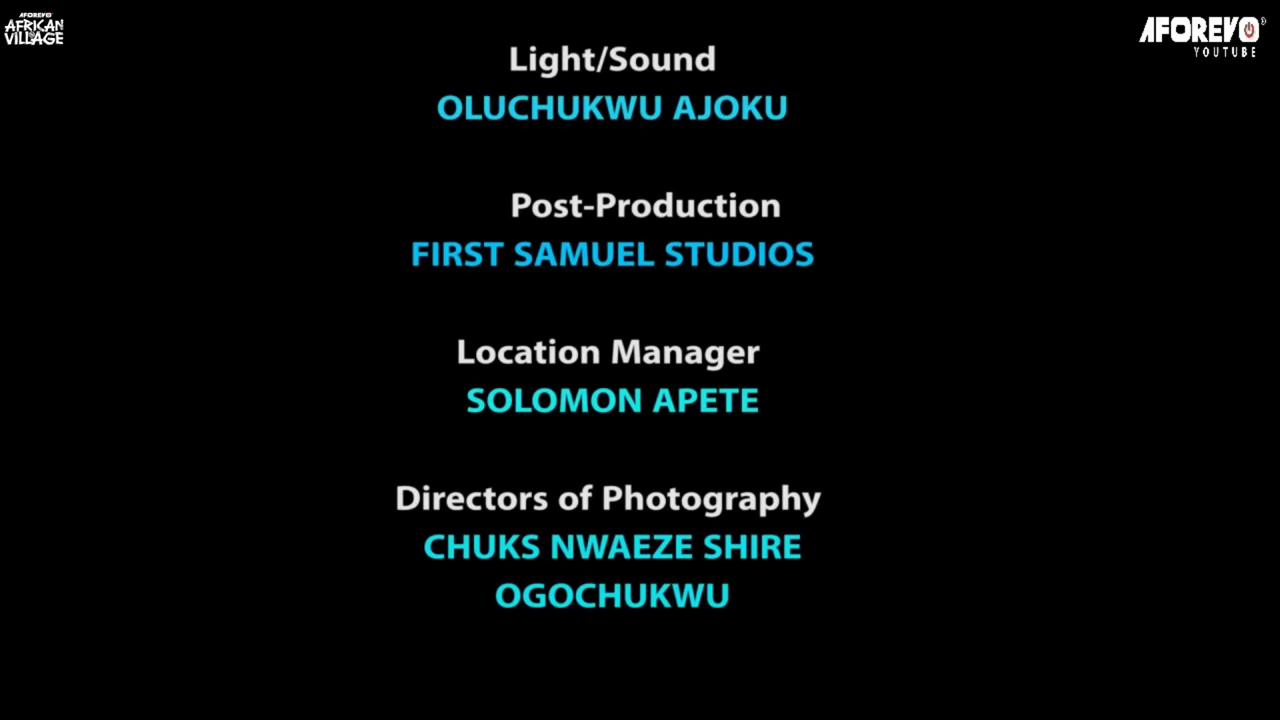 AFOREVO
AFRICAN
VILLAGE
AFOREVO
YOUTUBE
Light/Sound
OLUCHUKWU AJOKU
Post-Production
FIRST SAMUEL STUDIOS
Location Manager
SOLOMON APETE
Directors of Photography
CHUKS NWAEZE SHIRE
OGOCHUKWU